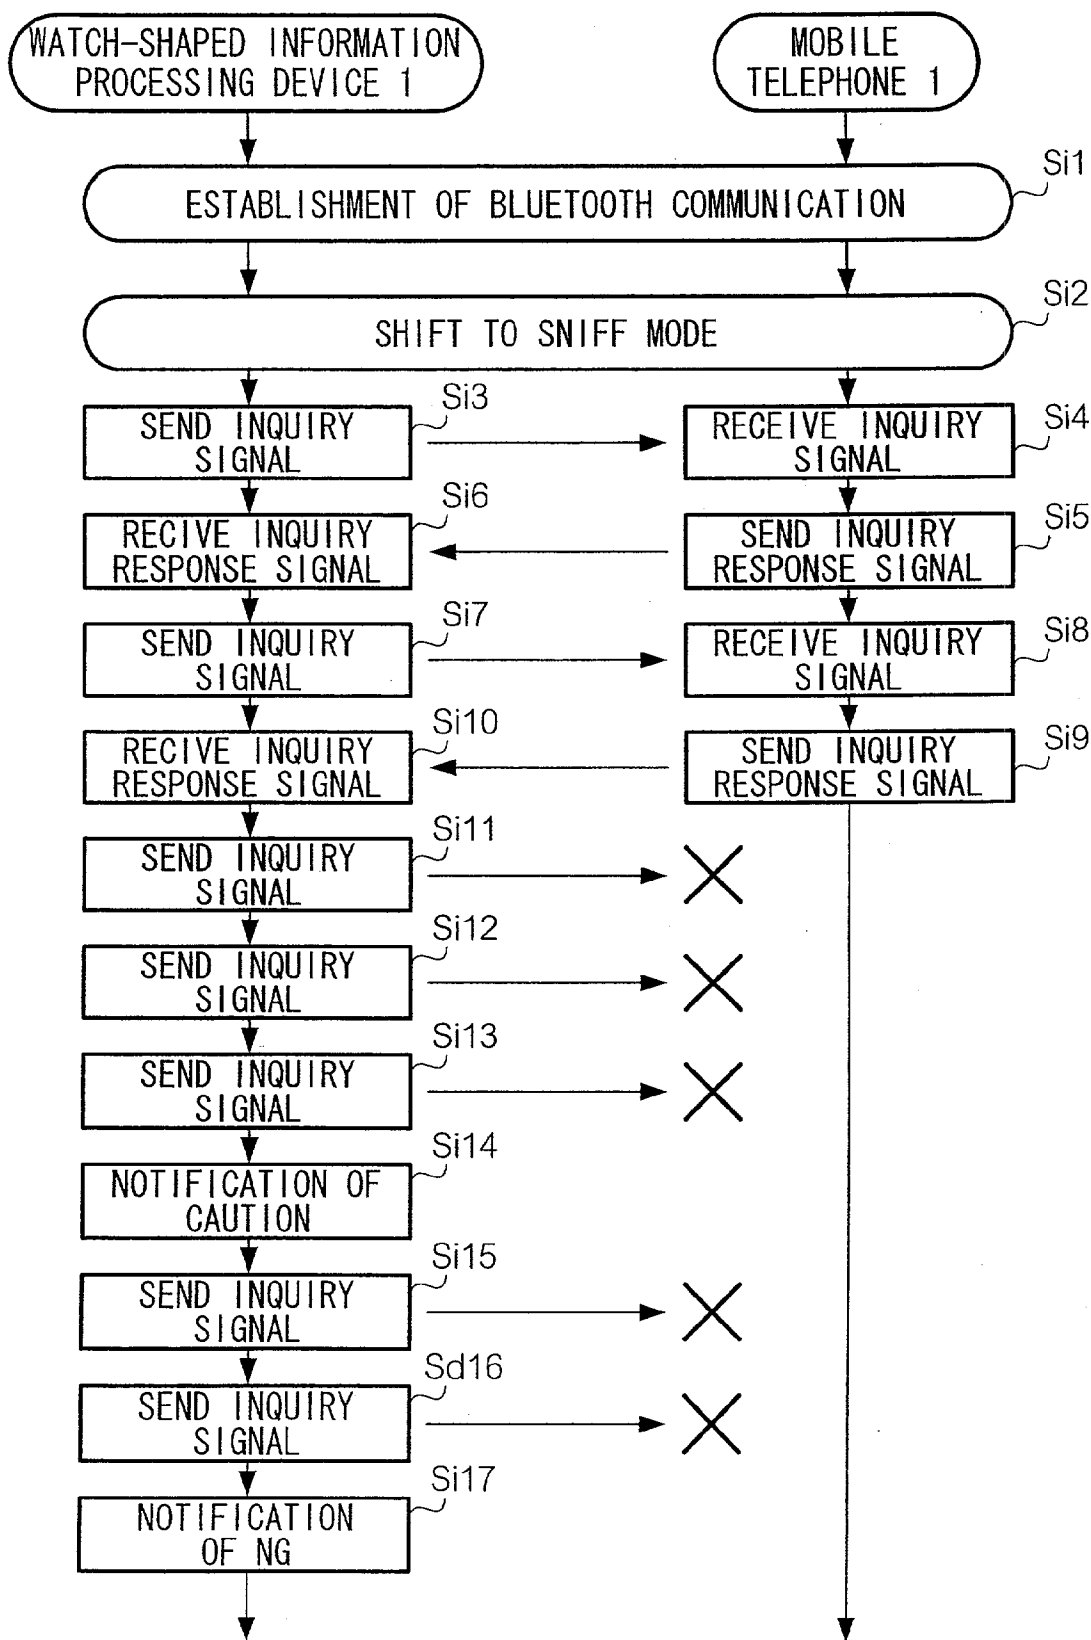 WATCH-SHAPED INFORMATION
PROCESSING DEVICE 1
MOBILE
TELEPHONE 1
Si1
ESTABLISHMENT OF BLUETOOTH COMMUNICATION
Si2
SHIFT TO SNIFF MODE
Si3
SEND INQUIRY
SIGNAL
Si4
RECEIVE INQUIRY
SIGNAL
Si6
RECIVE INQUIRY
RESPONSE SIGNAL
Si5
SEND INQUIRY
RESPONSE SIGNAL
Si7
SEND INQUIRY
SIGNAL
Si8
RECEIVE INQUIRY
SIGNAL
Si10
RECIVE INQUIRY
RESPONSE SIGNAL
Si9
SEND INQUIRY
RESPONSE SIGNAL
Si11
SEND INQUIRY
SIGNAL
Si12
SEND INQUIRY
SIGNAL
Si13
SEND INQUIRY
SIGNAL
Si14
NOTIFICATION OF
CAUTION
Si15
SEND INQUIRY
SIGNAL
Sd16
SEND INQUIRY
SIGNAL
Si17
NOTIFICATION
OF NG